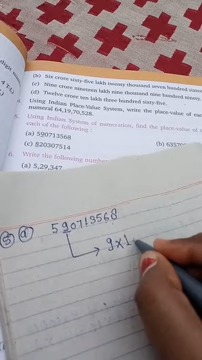 (b) Six crore sixty-five lakh seventy thousand seven hundred
(c) Nine crore nineteen lakh nine thousand nine hundred
(d) Twelve crore ten lakh three hundred sixty-five.
Using Indian Place-Value System, write the place-value of
numeral 64,19,70,528.
5. Using Indian System of numeration, find the place-value of
each of the following :
(a) 590713568
(b)
(c) 820307514
6. Write the following
(a) 5,29,
5 (a) 590713568
9×1